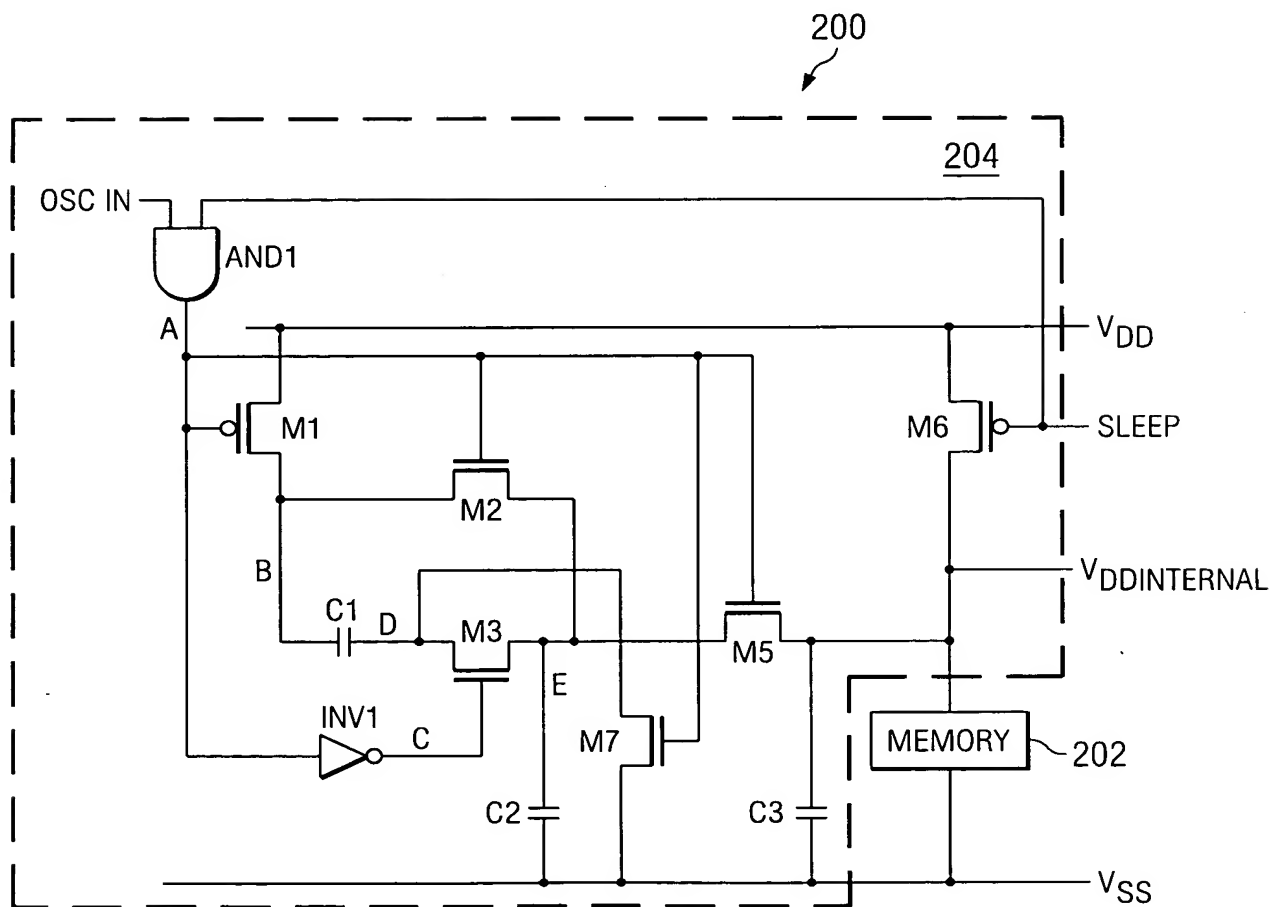 200
204
OSC IN
AND1
A
VDD
M1
M6
SLEEP
M2
B
VDDINTERNAL
C1
D
M3
M5
E
INV1
C
M7
MEMORY
202
C2
C3
VSS